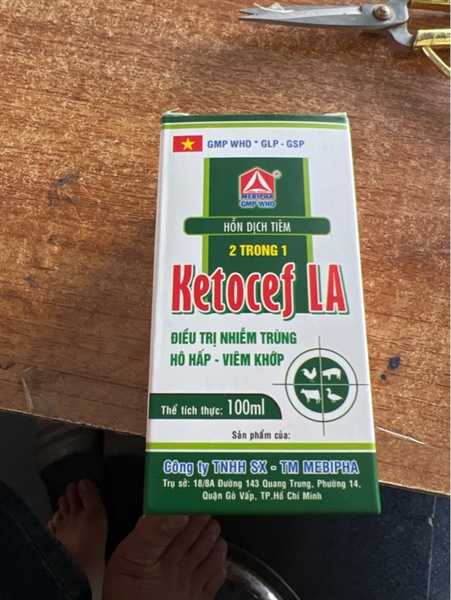 GMP WHO * GLP - GSP
MEBIPHA
GMP WHO
HỖN DỊCH TIÊM
2 TRONG 1
Ketocef LA
ĐIỀU TRỊ NHIỄM TRÙNG
HÔ HẤP - VIÊM KHỚP
Thể tích thực: 100ml
Sản phẩm của:
Công ty TNHH SX - TM MEBIPHA
Trụ sở: 18/8A Đường 143 Quang Trung, Phường 14,
Quận Gò Vấp, TP.Hồ Chí Minh